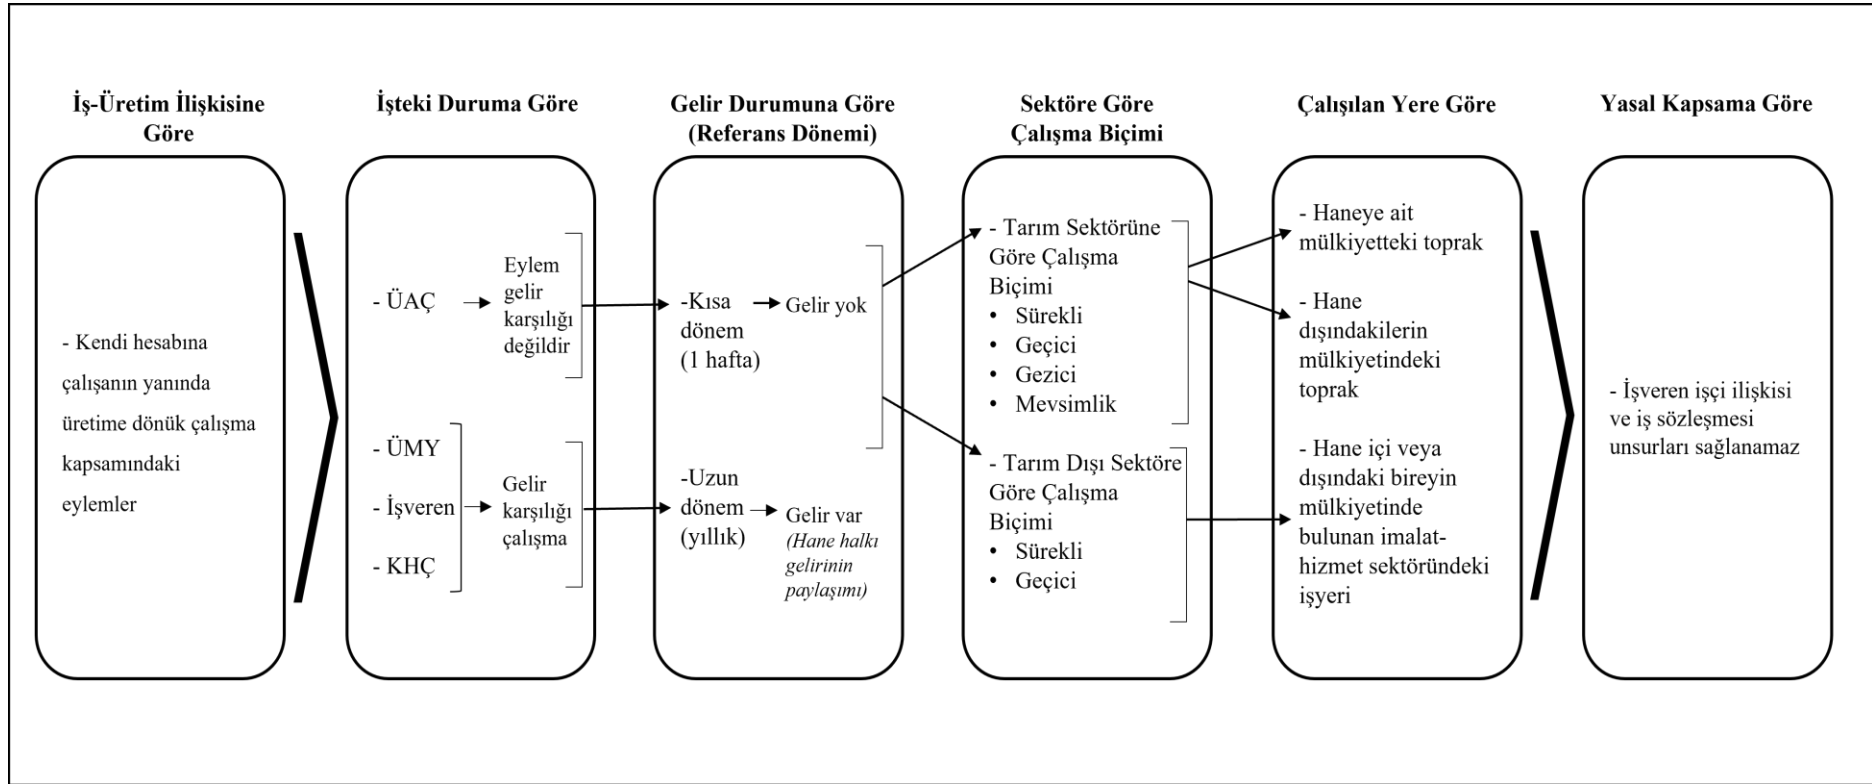 İş-Üretim İlişkisine
Göre
- Kendi hesabına
çalışanın yanında
üretime dönük çalışma
kapsamındaki
eylemler
İşteki Duruma Göre
- ÜAÇ
Eylem
gelir
karşılığı
değildir
- ÜMY
- İşveren
- KHÇ
Gelir
karşılığı
çalışma
Gelir Durumuna Göre
(Referans Dönemi)
-Kısa
dönem
(1 hafta)
Gelir yok
-Uzun
dönem
(yıllık)
Gelir var
(Hane halkı
gelirinin
paylaşımı)
Sektöre Göre
Çalışma Biçimi
- Tarım Sektörüne
Göre Çalışma
Biçimi
• Sürekli
• Geçici
• Gezici
• Mevsimlik
- Tarım Dışı Sektöre
Göre Çalışma
Biçimi
• Sürekli
• Geçici
Çalışılan Yere Göre
- Haneye ait
mülkiyetteki toprak
- Hane
dışındakilerin
mülkiyetindeki
toprak
- Hane içi veya
dışındaki bireyin
mülkiyetinde
bulunan imalat-
hizmet sektöründeki
işyeri
Yasal Kapsama Göre
- İşveren işçi ilişkisi
ve iş sözleşmesi
unsurları sağlanamaz